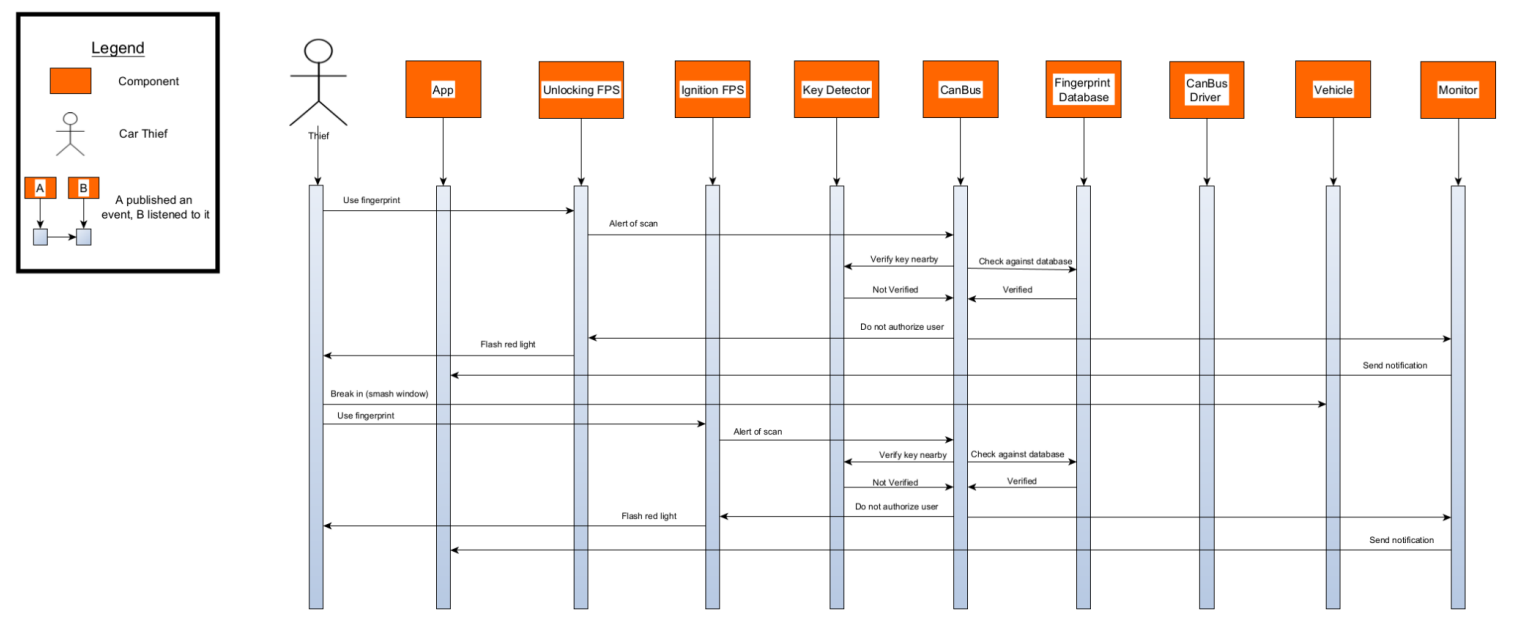 Legend
Component
Car Thief
A
B
A published an
event, B listened to it
Thief
App
Unlocking FPS
Ignition FPS
Key Detector
CanBus
Fingerprint
Database
CanBus
Driver
Vehicle
Monitor
Use fingerprint
Alert of scan
Verify key nearby
Check against database
Not Verified
Verified
Do not authorize user
Flash red light
Send notification
Break in (smash window)
Use fingerprint
Alert of scan
Verify key nearby
Check against database
Not Verified
Verified
Do not authorize user
Flash red light
Send notification